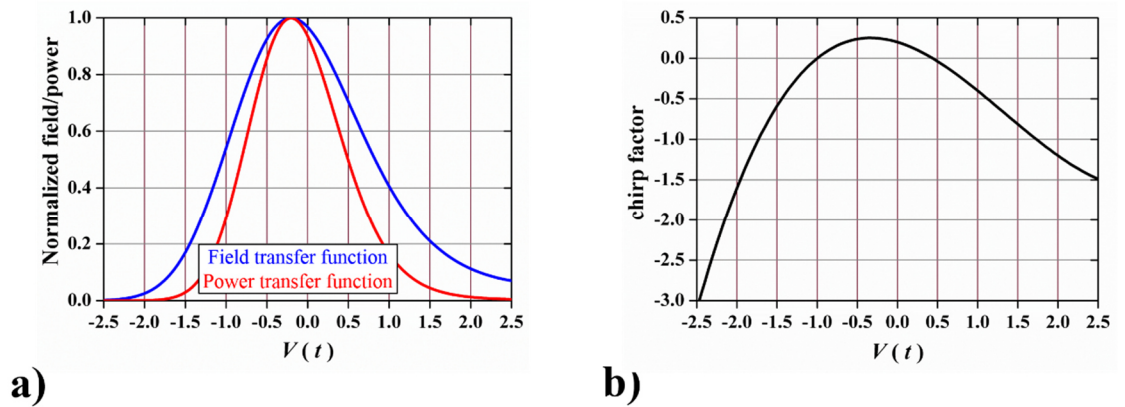 Normalized field/power
1.0
0.8
0.6
0.4
0.2
0.0
Field transfer function
Power transfer function
-2.5 -2.0 -1.5 -1.0 -0.5 0.0 0.5 1.0 1.5 2.0 2.5
V ( t )
a)
chirp factor
0.5
0.0
-0.5
-1.0
-1.5
-2.0
-2.5
-3.0
-2.5 -2.0 -1.5 -1.0 -0.5 0.0 0.5 1.0 1.5 2.0 2.5
V ( t )
b)